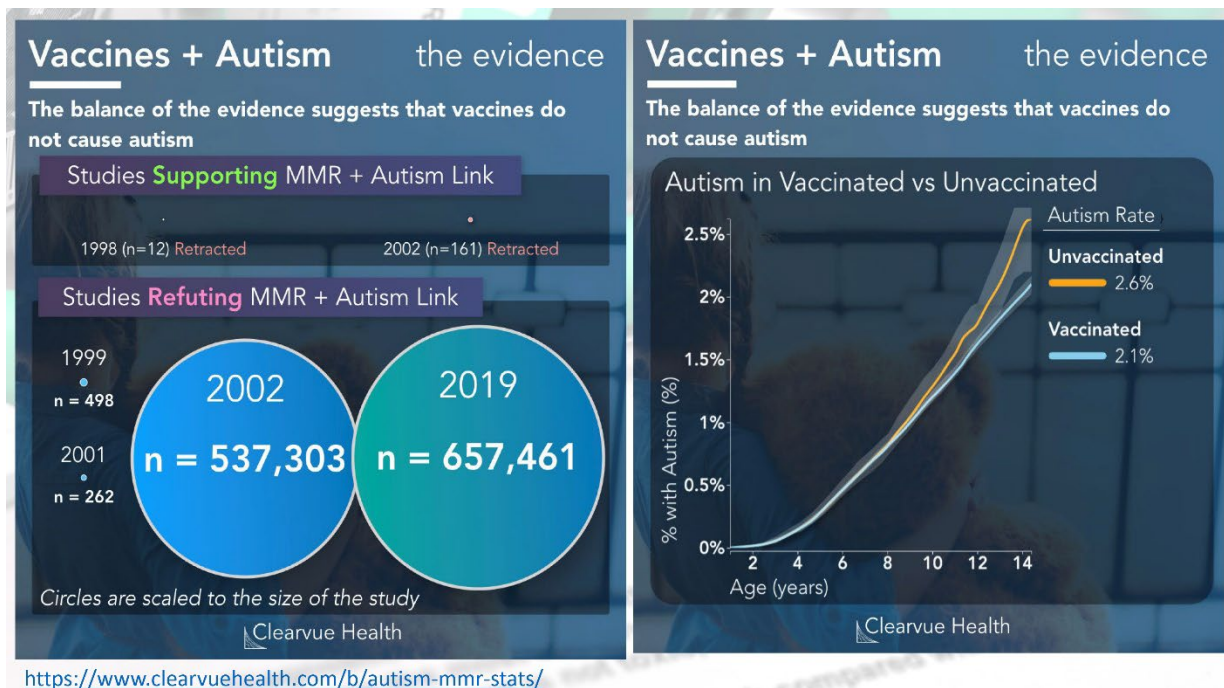 Vaccines + Autism the evidence
The balance of the evidence suggests that vaccines do
not cause autism
Studies Supporting MMR + Autism Link
1998 (n=12) Retracted 2002 (n=161) Retracted
Studies Refuting MMR + Autism Link
1999
n = 498
2001
n = 262
2002
n = 537,303
2019
n = 657,461
Circles are scaled to the size of the study
Clearvue Health
Vaccines + Autism the evidence
The balance of the evidence suggests that vaccines do
not cause autism
Autism in Vaccinated vs Unvaccinated
% with Autism (%)
2.5%
2%
1.5%
1%
0.5%
0%
2 4 6 8 10 12 14
Age (years)
Autism Rate
Unvaccinated
2.6%
Vaccinated
2.1%
Clearvue Health
https://www.clearvuehealth.com/b/autism-mmr-stats/
not
compared